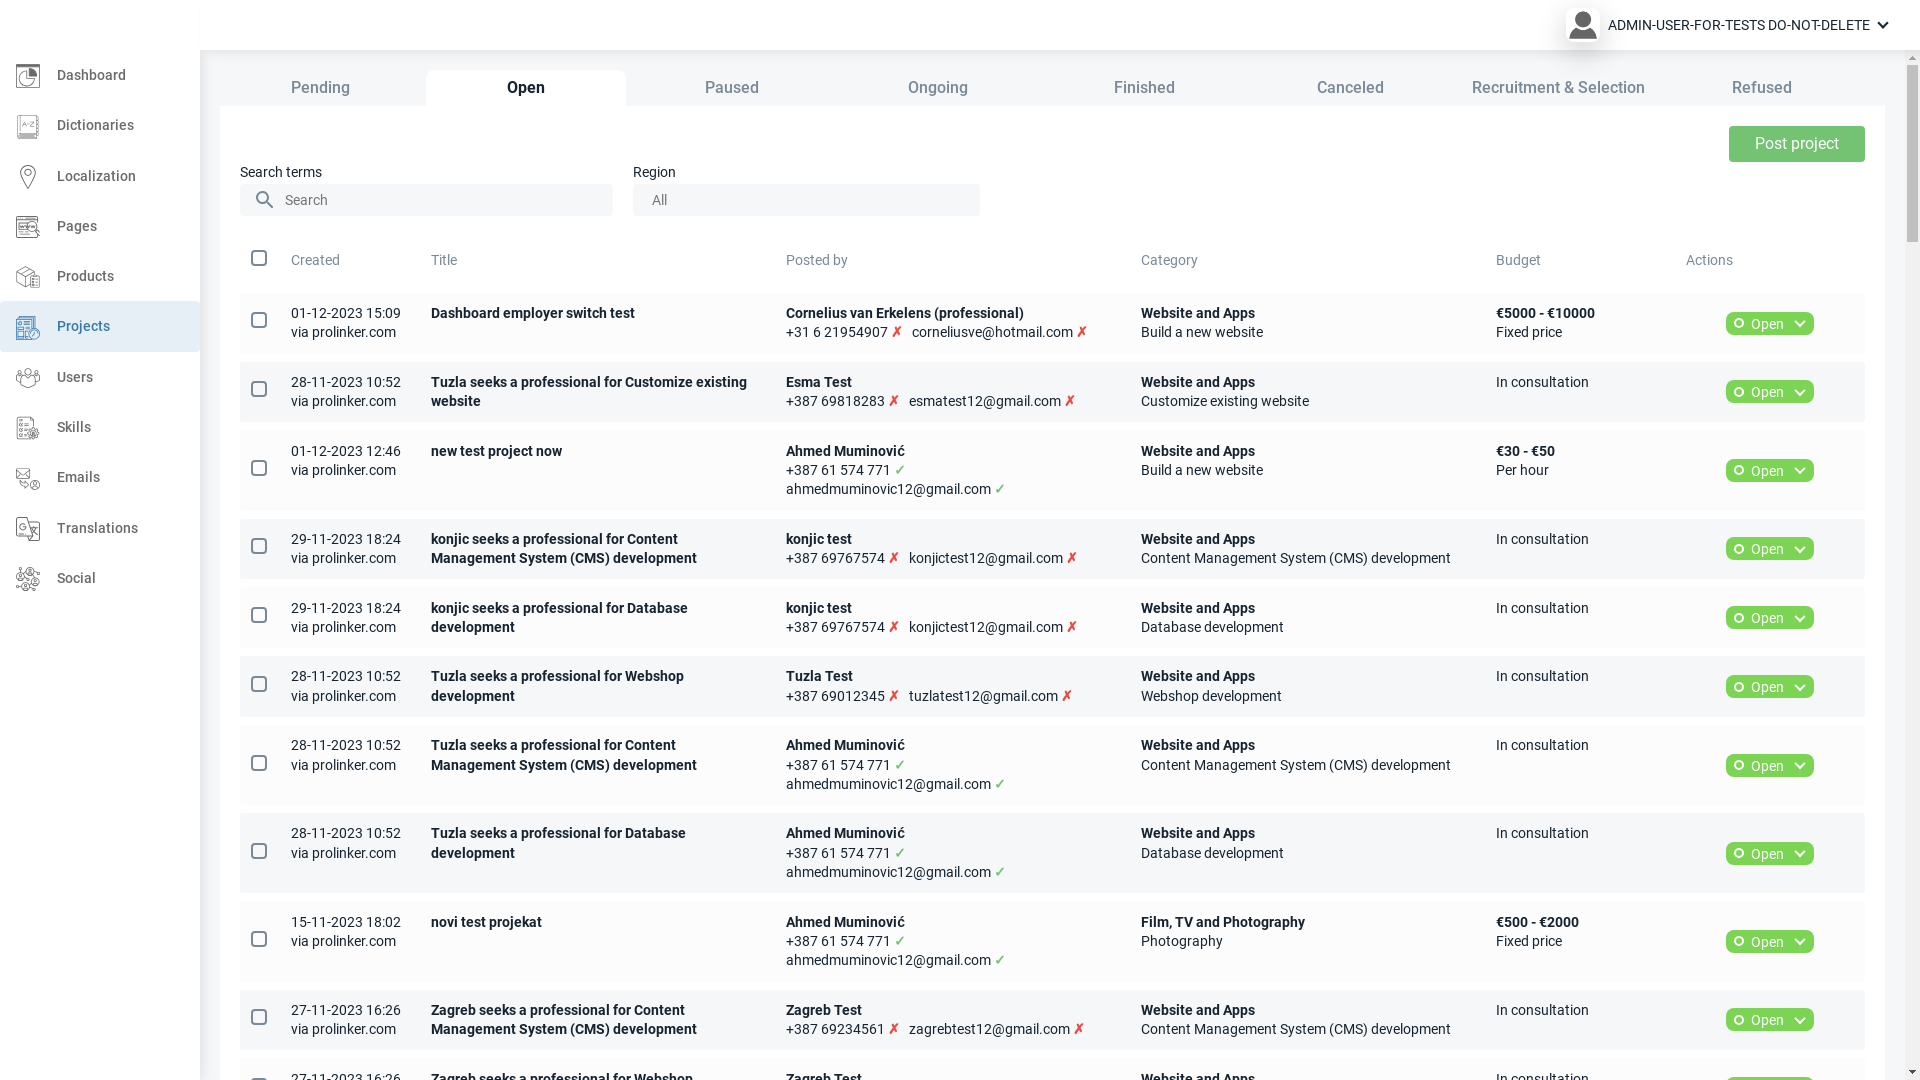 ADMIN-USER-FOR-TESTS DO-NOT-DELETE
Dashboard
Dictionaries
Localization
Pages
Products
Projects
Users
Skills
Emails
Translations
Social
Pending Open Paused Ongoing Finished Canceled Recruitment & Selection Refused
Post project
Search terms Region
Search All
Created Title Posted by Category Budget Actions
01-12-2023 15:09 Dashboard employer switch test Cornelius van Erkelens (professional) Website and Apps €5000 - €10000
via prolinker.com +31 6 21954907 ✗ corneliusve@hotmail.com ✗ Build a new website Fixed price Open
28-11-2023 10:52 Tuzla seeks a professional for Customize existing Esma Test Website and Apps In consultation
via prolinker.com website +387 69818283 ✗ esmatest12@gmail.com ✗ Customize existing website Open
01-12-2023 12:46 new test project now Ahmed Muminović Website and Apps €30 - €50
via prolinker.com +387 61 574 771 ✓ Build a new website Per hour Open
ahmedmuminovic12@gmail.com ✓
29-11-2023 18:24 konjic seeks a professional for Content konjic test Website and Apps In consultation
via prolinker.com Management System (CMS) development +387 69767574 ✗ konjictest12@gmail.com ✗ Content Management System (CMS) development Open
29-11-2023 18:24 konjic seeks a professional for Database konjic test Website and Apps In consultation
via prolinker.com development +387 69767574 ✗ konjictest12@gmail.com ✗ Database development Open
28-11-2023 10:52 Tuzla seeks a professional for Webshop Tuzla Test Website and Apps In consultation
via prolinker.com development +387 69012345 ✗ tuzlatest12@gmail.com ✗ Webshop development Open
28-11-2023 10:52 Tuzla seeks a professional for Content Ahmed Muminović Website and Apps In consultation
via prolinker.com Management System (CMS) development +387 61 574 771 ✓ Content Management System (CMS) development Open
ahmedmuminovic12@gmail.com ✓
28-11-2023 10:52 Tuzla seeks a professional for Database Ahmed Muminović Website and Apps In consultation
via prolinker.com development +387 61 574 771 ✓ Database development Open
ahmedmuminovic12@gmail.com ✓
15-11-2023 18:02 novi test projekat Ahmed Muminović Film, TV and Photography €500 - €2000
via prolinker.com +387 61 574 771 ✓ Photography Fixed price Open
ahmedmuminovic12@gmail.com ✓
27-11-2023 16:26 Zagreb seeks a professional for Content Zagreb Test Website and Apps In consultation
via prolinker.com Management System (CMS) development +387 69234561 ✗ zagrebtest12@gmail.com ✗ Content Management System (CMS) development Open
27-11-2023 16:26 Zagreb seeks a professional for Webshop Zagreb Test Website and Apps In consultation